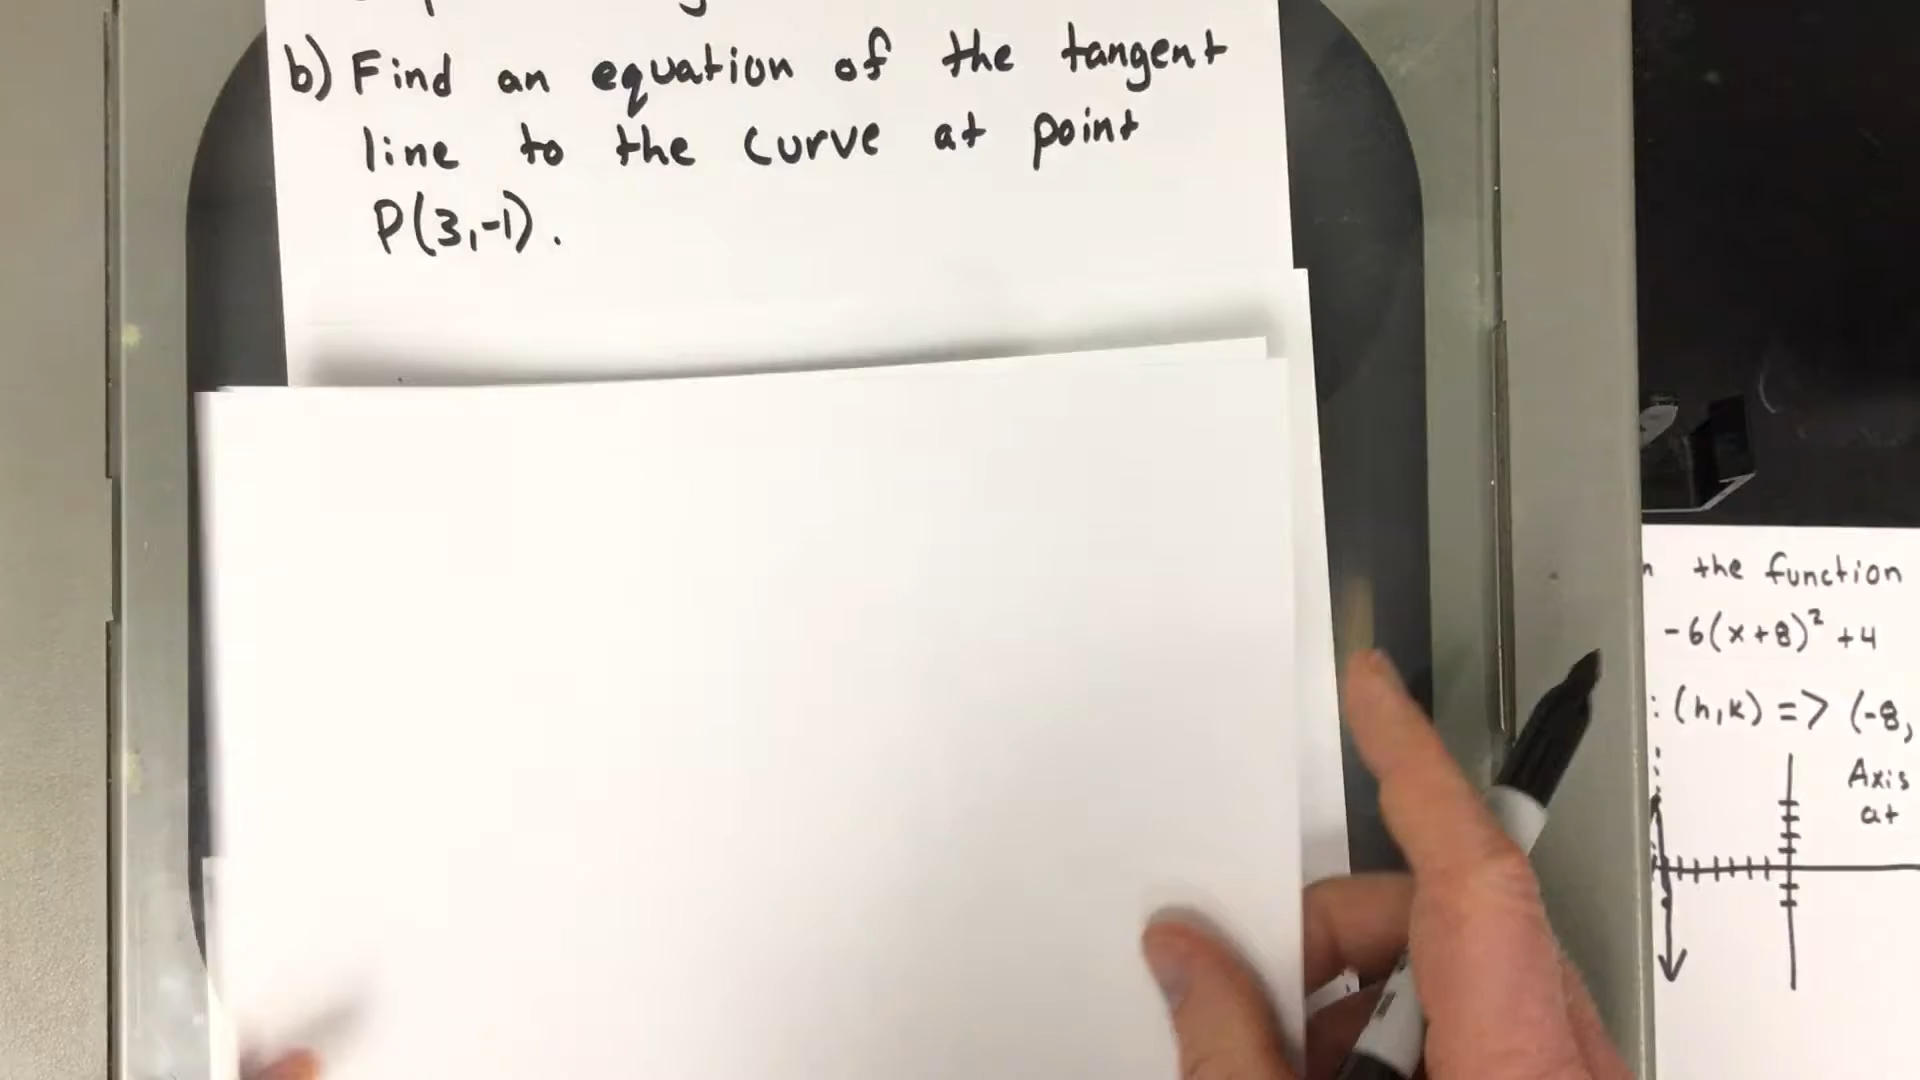 b) Find an equation of the tangent
line to the curve at point
P(3,-1).
the function
-6(x+8)² +4
: (h,k) => (-8,
Axis
at